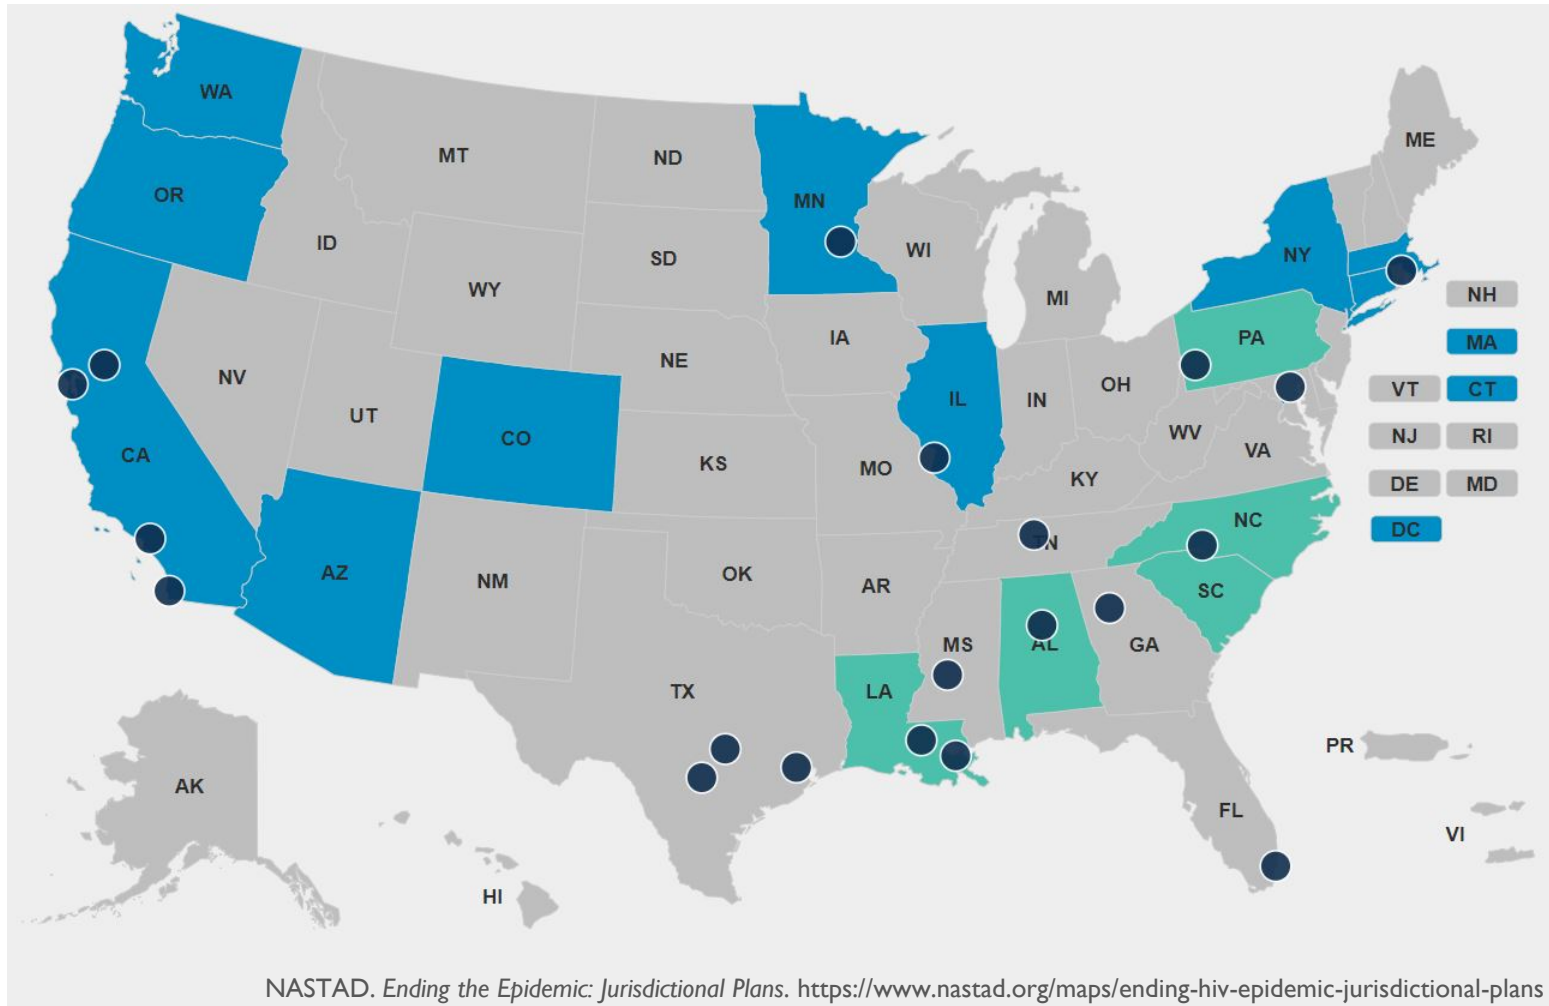 WA
OR
MT
ND
MN
ME
ID
SD
WI
NY
WY
MI
NH
IA
PA
MA
NV
NE
IL
IN
OH
VT CT
UT
CO
KS
MO
WV
VA
NJ RI
CA
KY
DE MD
NC
DC
AZ
NM
OK
AR
TN
SC
MS
AL
GA
TX
LA
PR
AK
FL
VI
HI
NASTAD. Ending the Epidemic: Jurisdictional Plans. https://www.nastad.org/maps/ending-hiv-epidemic-jurisdictional-plans